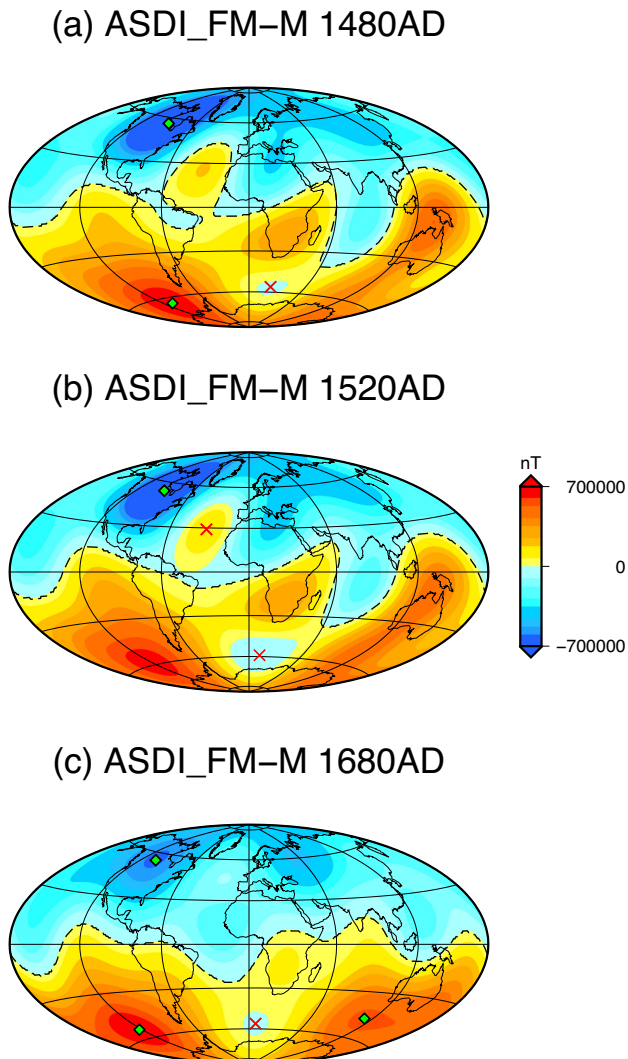 (a) ASDI_FM−M 1480AD
(b) ASDI_FM−M 1520AD
nT
700000
0
−700000
(c) ASDI_FM−M 1680AD